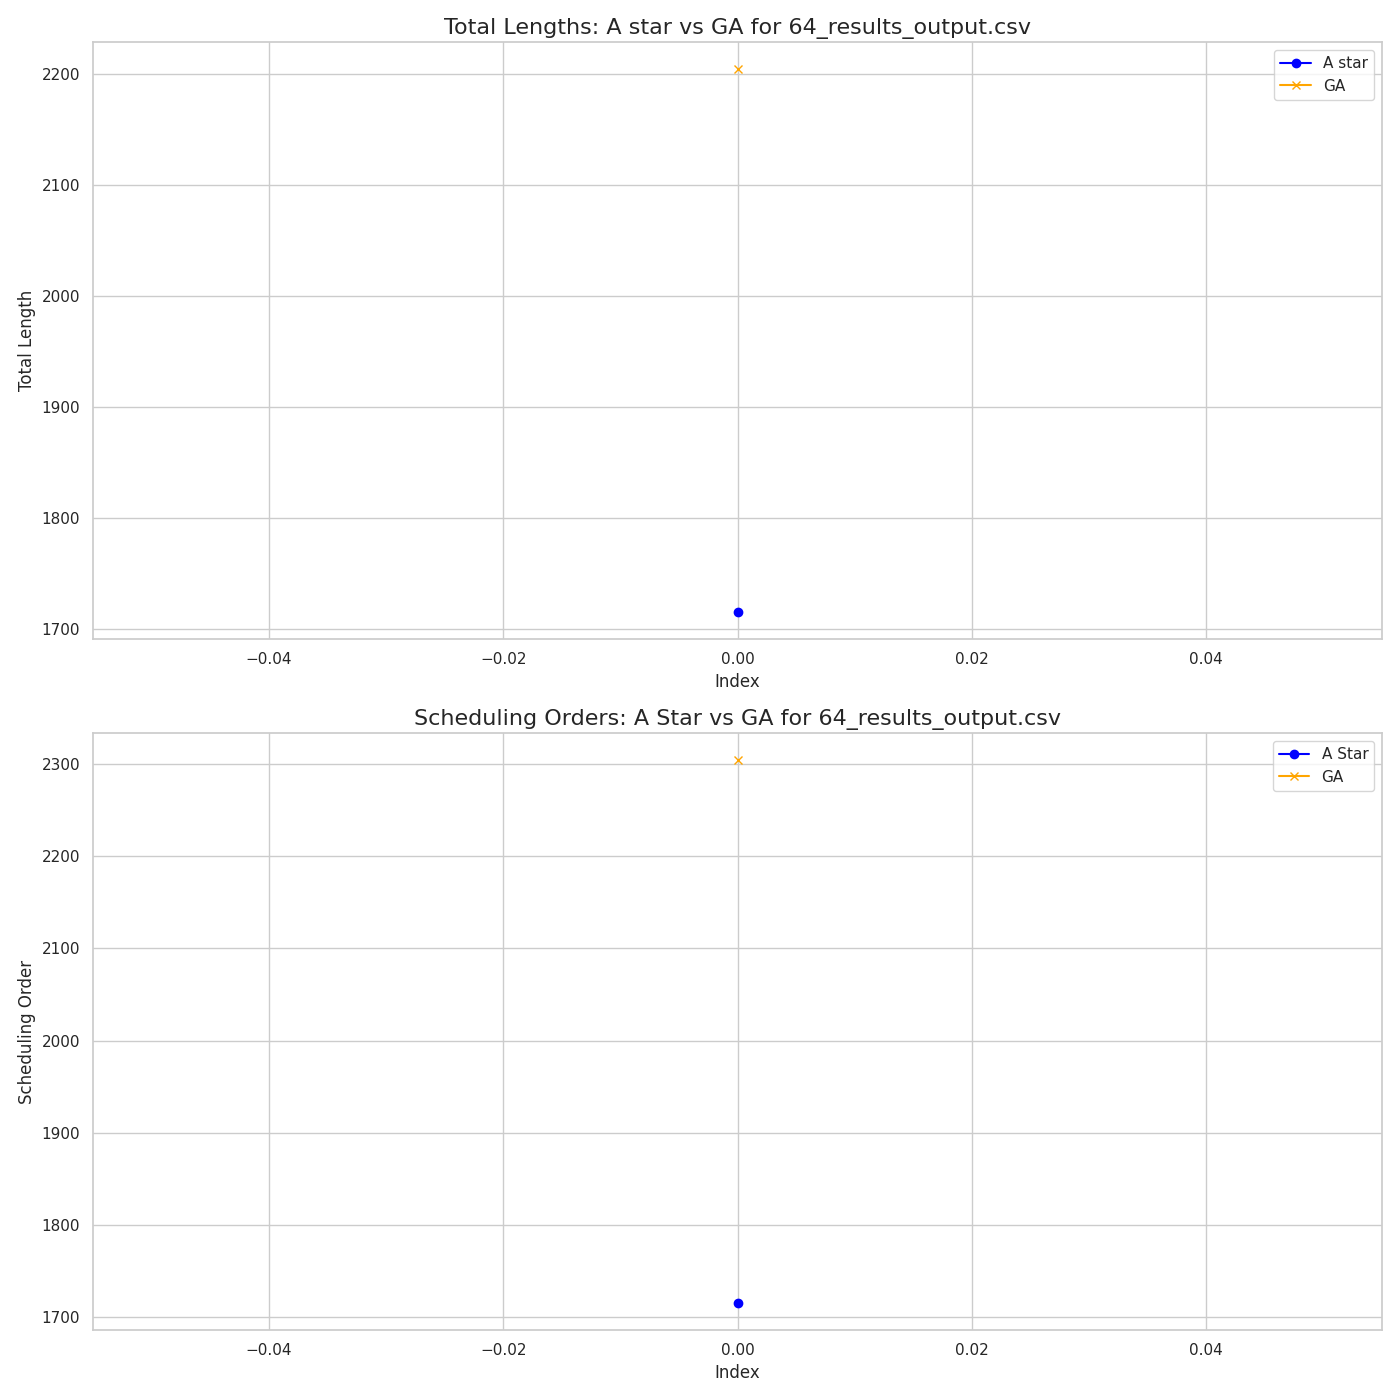 Total Lengths: A star vs GA for 64_results_output.csv
A star
GA
2200
2100
2000
1900
1800
1700
Total Length
−0.04
−0.02
0.00
0.02
0.04
Index
Scheduling Orders: A Star vs GA for 64_results_output.csv
A Star
GA
2300
2200
2100
2000
1900
1800
1700
Scheduling Order
−0.04
−0.02
0.00
0.02
0.04
Index